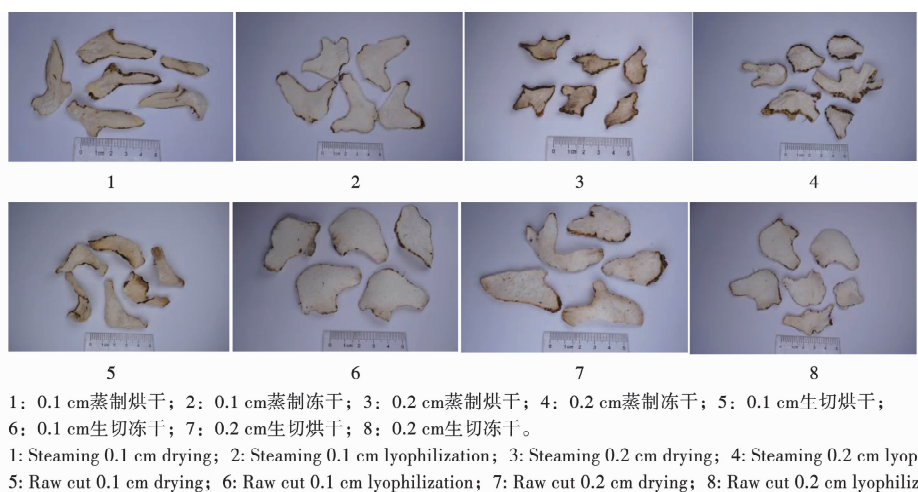 1 2 3 4
5 6 7 8
1：0.1 cm蒸制烘干；2：0.1 cm蒸制冻干；3：0.2 cm蒸制烘干；4：0.2 cm蒸制冻干；5：0.1 cm生切烘干；
6：0.1 cm生切冻干；7：0.2 cm生切烘干；8：0.2 cm生切冻干。
1: Steaming 0.1 cm drying；2: Steaming 0.1 cm lyophilization；3: Steaming 0.2 cm drying；4: Steaming 0.2 cm lyop
5: Raw cut 0.1 cm drying；6: Raw cut 0.1 cm lyophilization；7: Raw cut 0.2 cm drying；8: Raw cut 0.2 cm lyophiliz